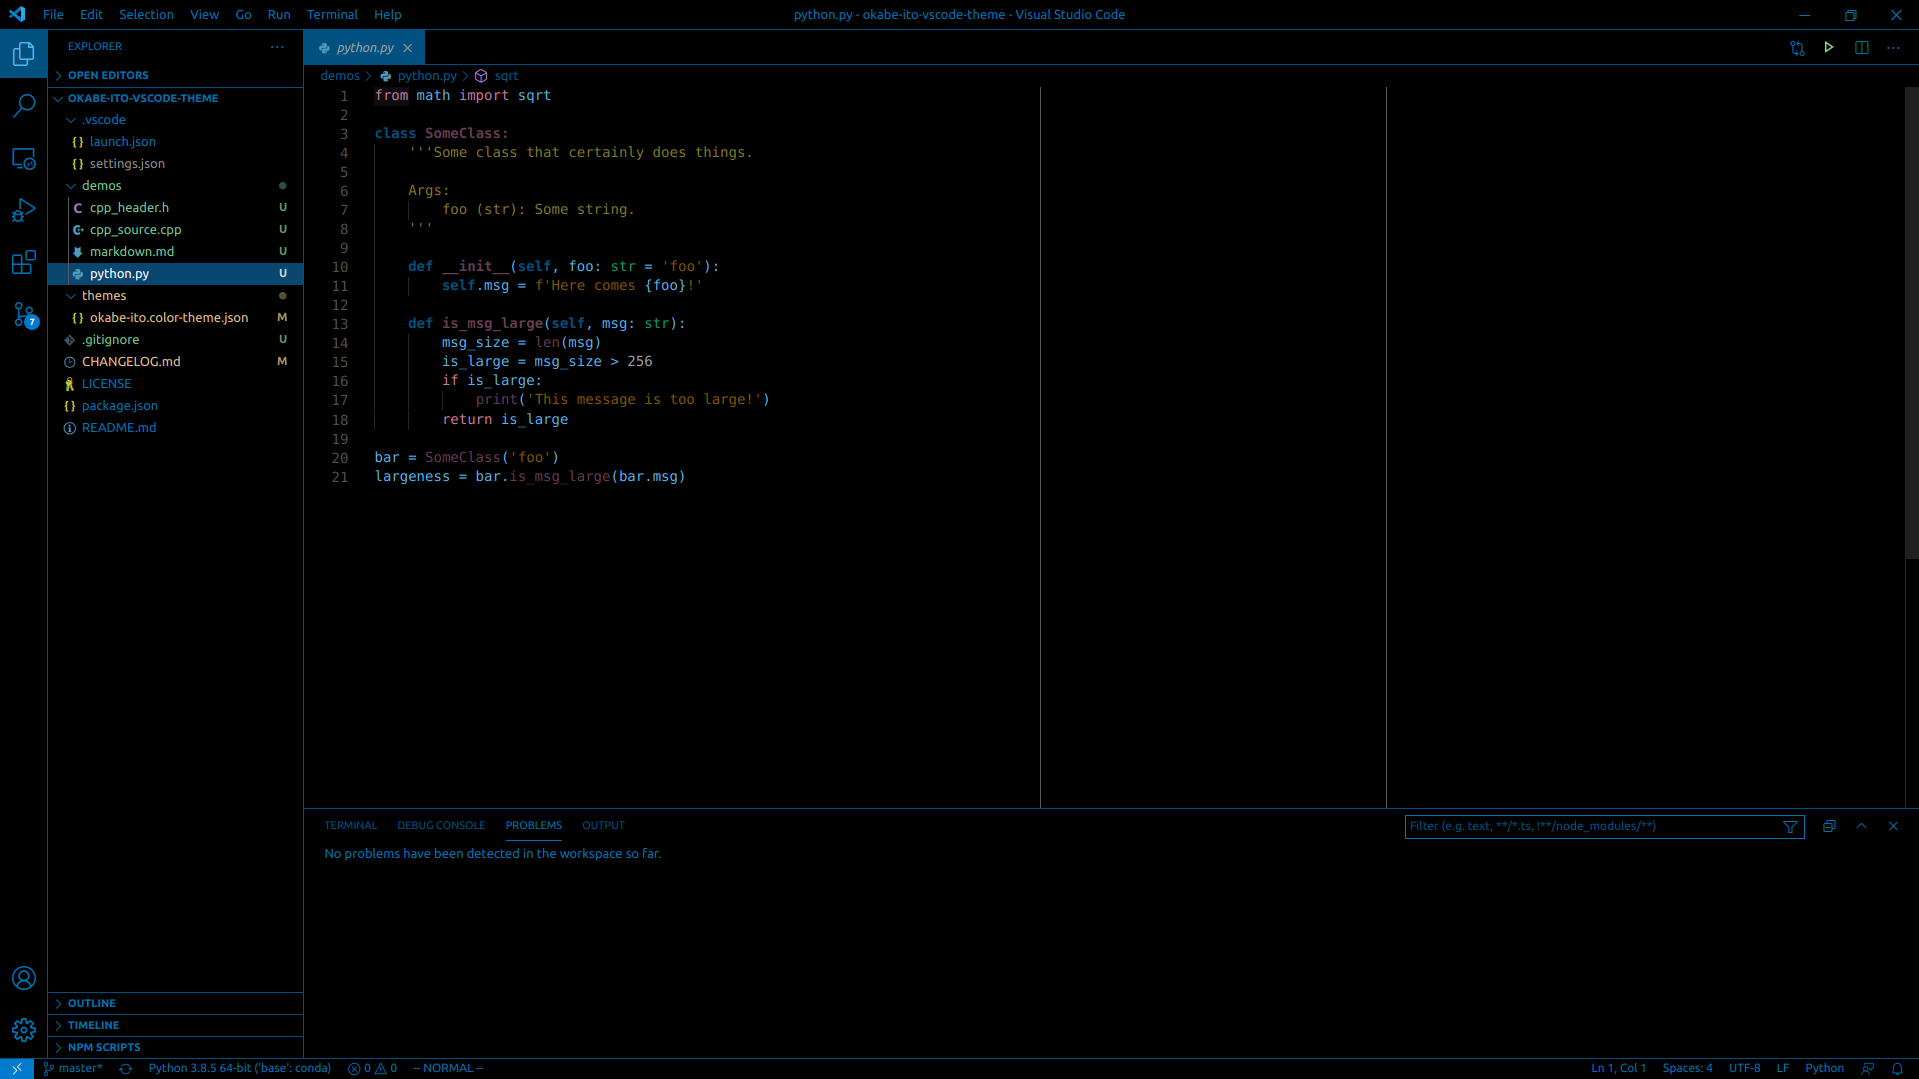 File Edit Selection View Go Run Terminal Help
python.py - okabe-ito-vscode-theme - Visual Studio Code
EXPLORER
OPEN EDITORS
OKABE-ITO-VSCODE-THEME
.vscode
{} launch.json
{} settings.json
demos
C cpp_header.h U
C+ cpp_source.cpp U
markdown.md U
python.py U
themes
{} okabe-ito.color-theme.json M
.gitignore U
CHANGELOG.md M
LICENSE
{} package.json
README.md
7
OUTLINE
TIMELINE
NPM SCRIPTS
python.py
demos > python.py > sqrt
1 from math import sqrt
2
3 class SomeClass:
4     '''Some class that certainly does things.
5
6     Args:
7         foo (str): Some string.
8     '''
9
10     def __init__(self, foo: str = 'foo'):
11         self.msg = f'Here comes {foo}!'
12
13     def is_msg_large(self, msg: str):
14         msg_size = len(msg)
15         is_large = msg_size > 256
16         if is_large:
17             print('This message is too large!')
18         return is_large
19
20 bar = SomeClass('foo')
21 largeness = bar.is_msg_large(bar.msg)
TERMINAL DEBUG CONSOLE PROBLEMS OUTPUT
Filter (e.g. text, **/*.ts, !**/node_modules/**)
No problems have been detected in the workspace so far.
master* Python 3.8.5 64-bit ('base': conda) 0 0 -- NORMAL --
Ln 1, Col 1 Spaces: 4 UTF-8 LF Python